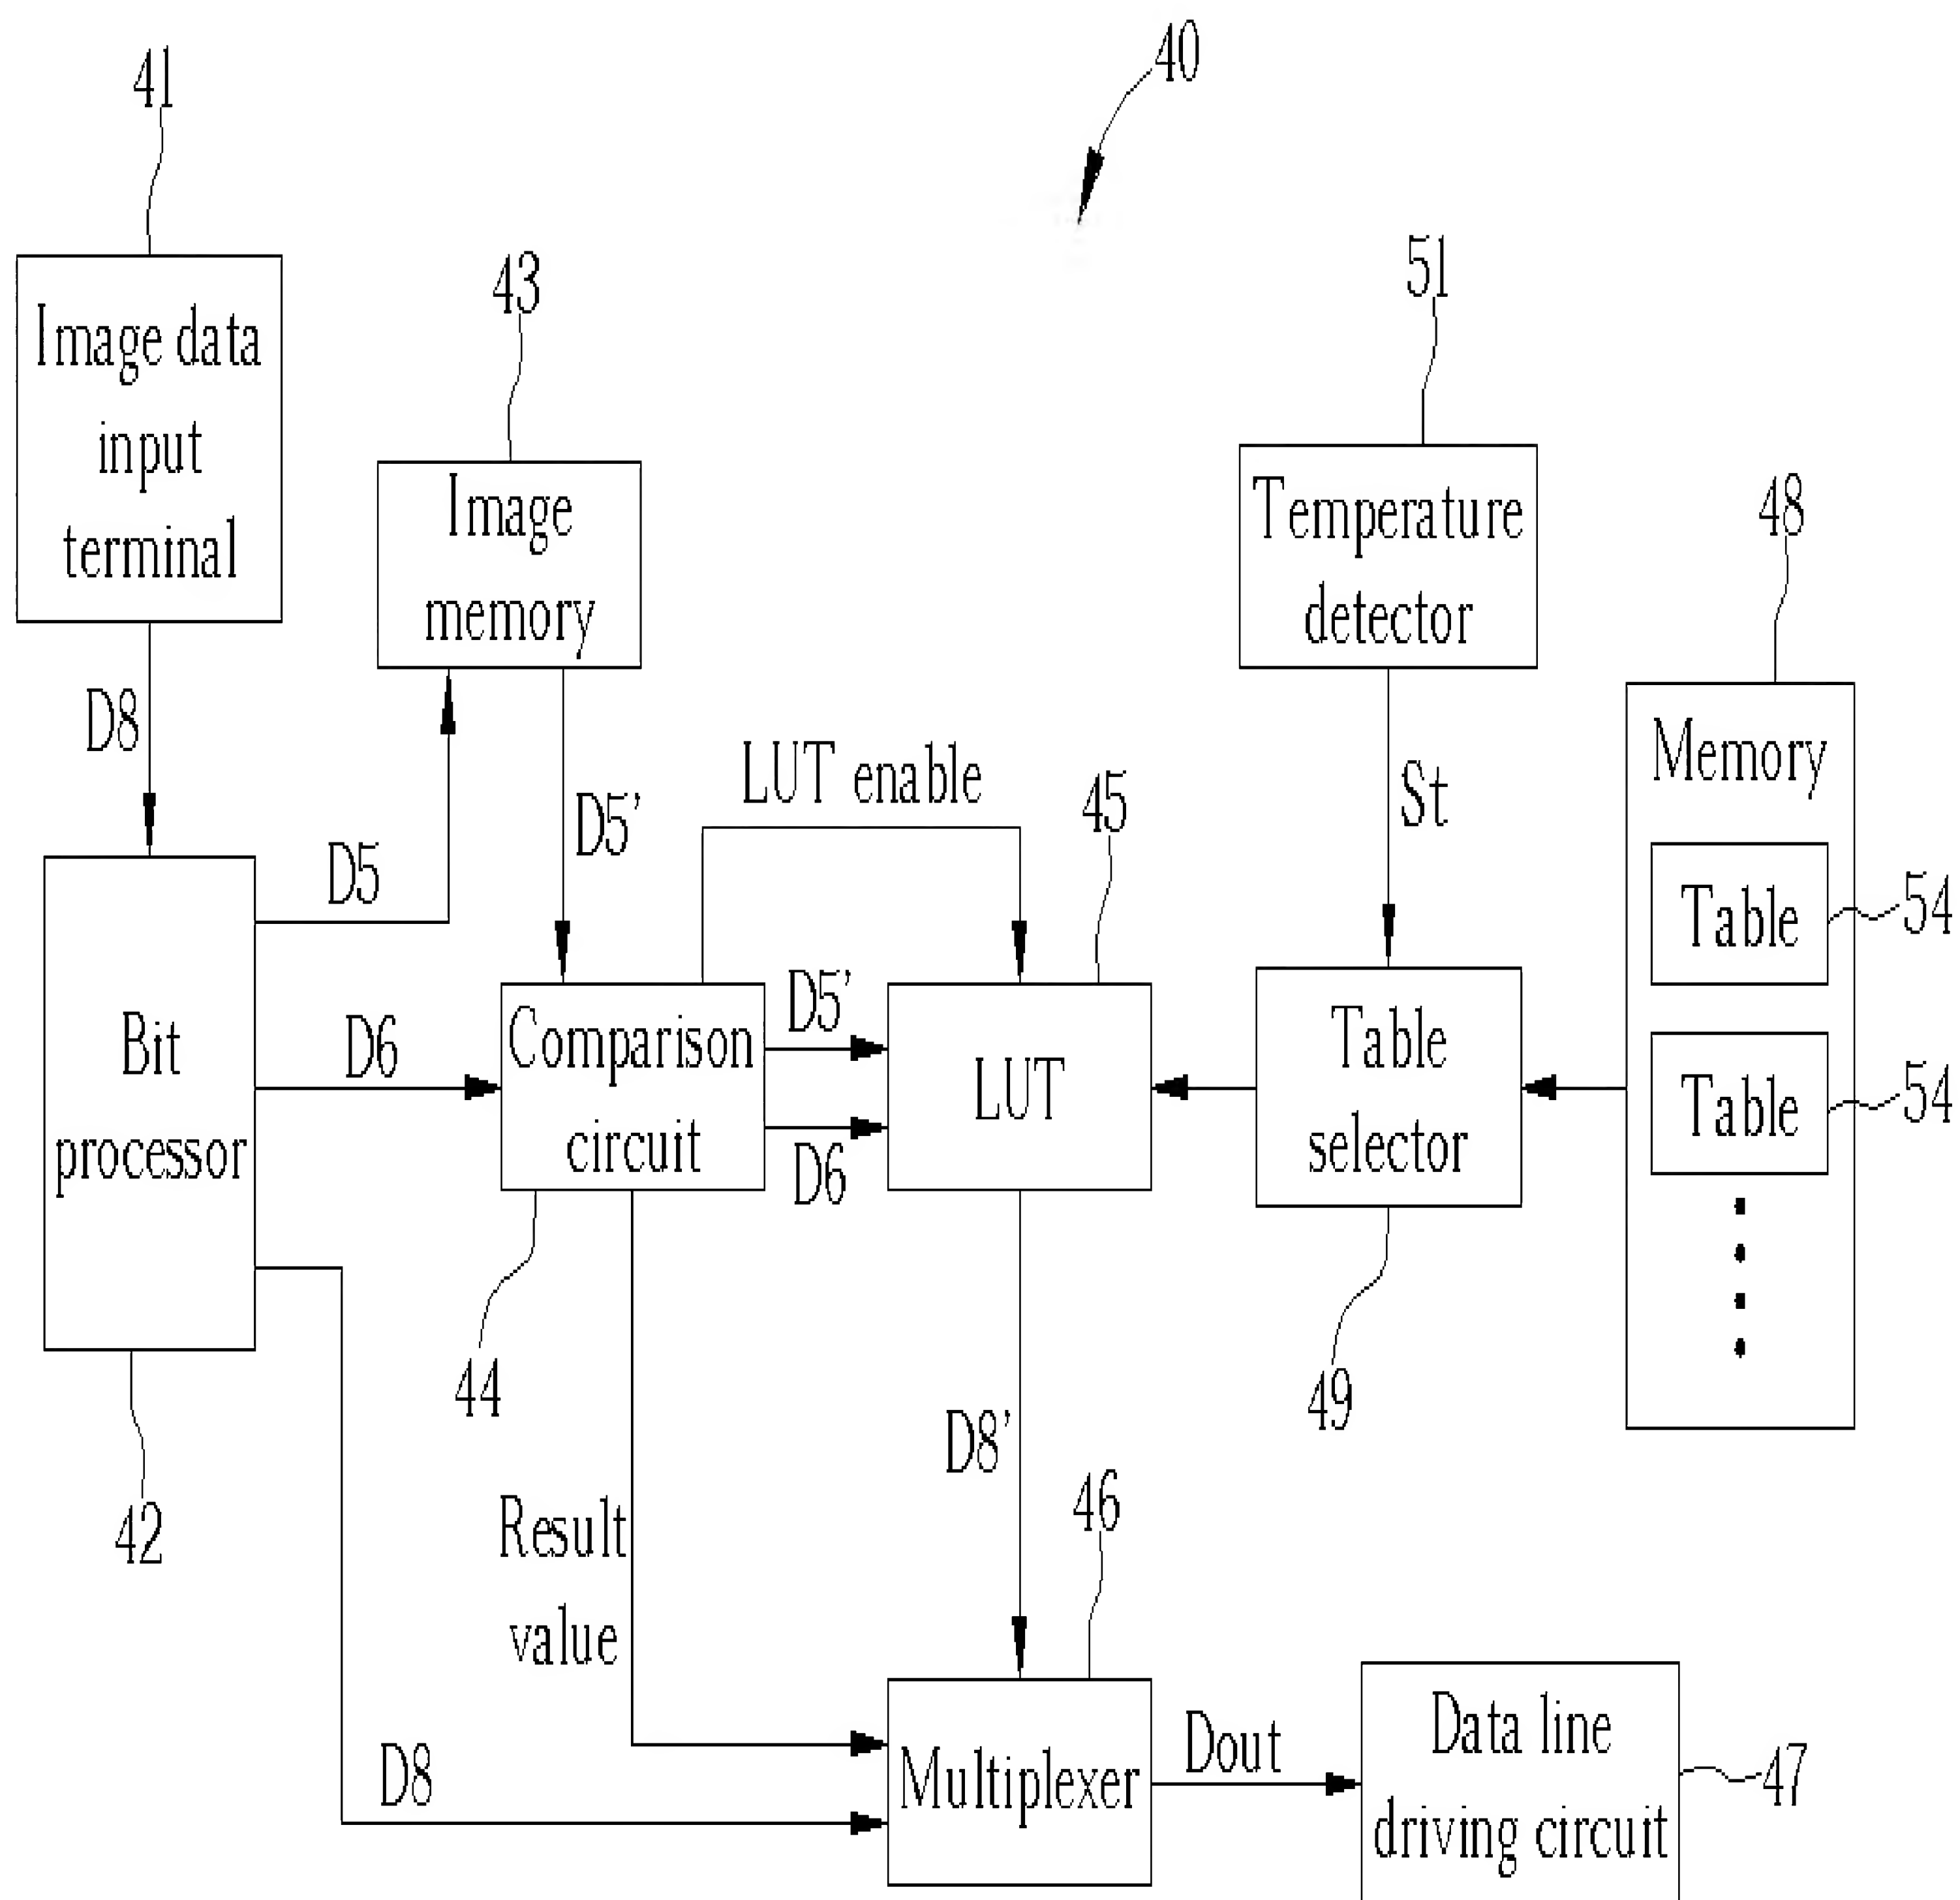 40
41
Image data
input
terminal
43
Image
memory
51
Temperature
detector
48
Memory
Table
54
Table
54
D8
D5
D5’
LUT enable
45
St
Bit
processor
D6
Comparison
circuit
D5’
D6
LUT
Table
selector
44
49
42
Result
value
D8’
46
D8
Multiplexer
Dout
Data line
driving circuit
47